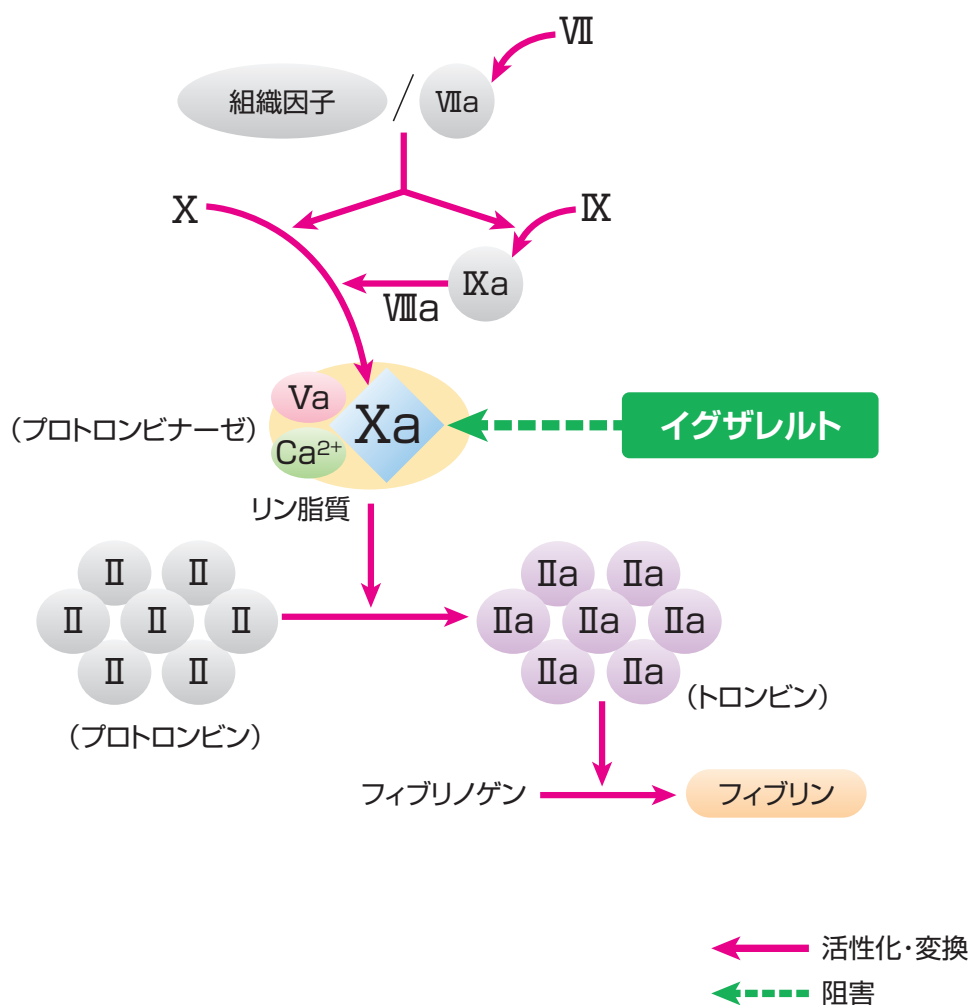 Ⅶ
組織因子
/
Ⅶa
Ⅹ
Ⅸ
Ⅸa
Ⅷa
Va
Ca²⁺
Xa
(プロトロンビナーゼ)
イグザレルト
リン脂質
Ⅱ Ⅱ
Ⅱ Ⅱ Ⅱ
Ⅱ Ⅱ
(プロトロンビン)
Ⅱa Ⅱa
Ⅱa Ⅱa Ⅱa
Ⅱa Ⅱa
(トロンビン)
フィブリノゲン
フィブリン
活性化・変換
阻害